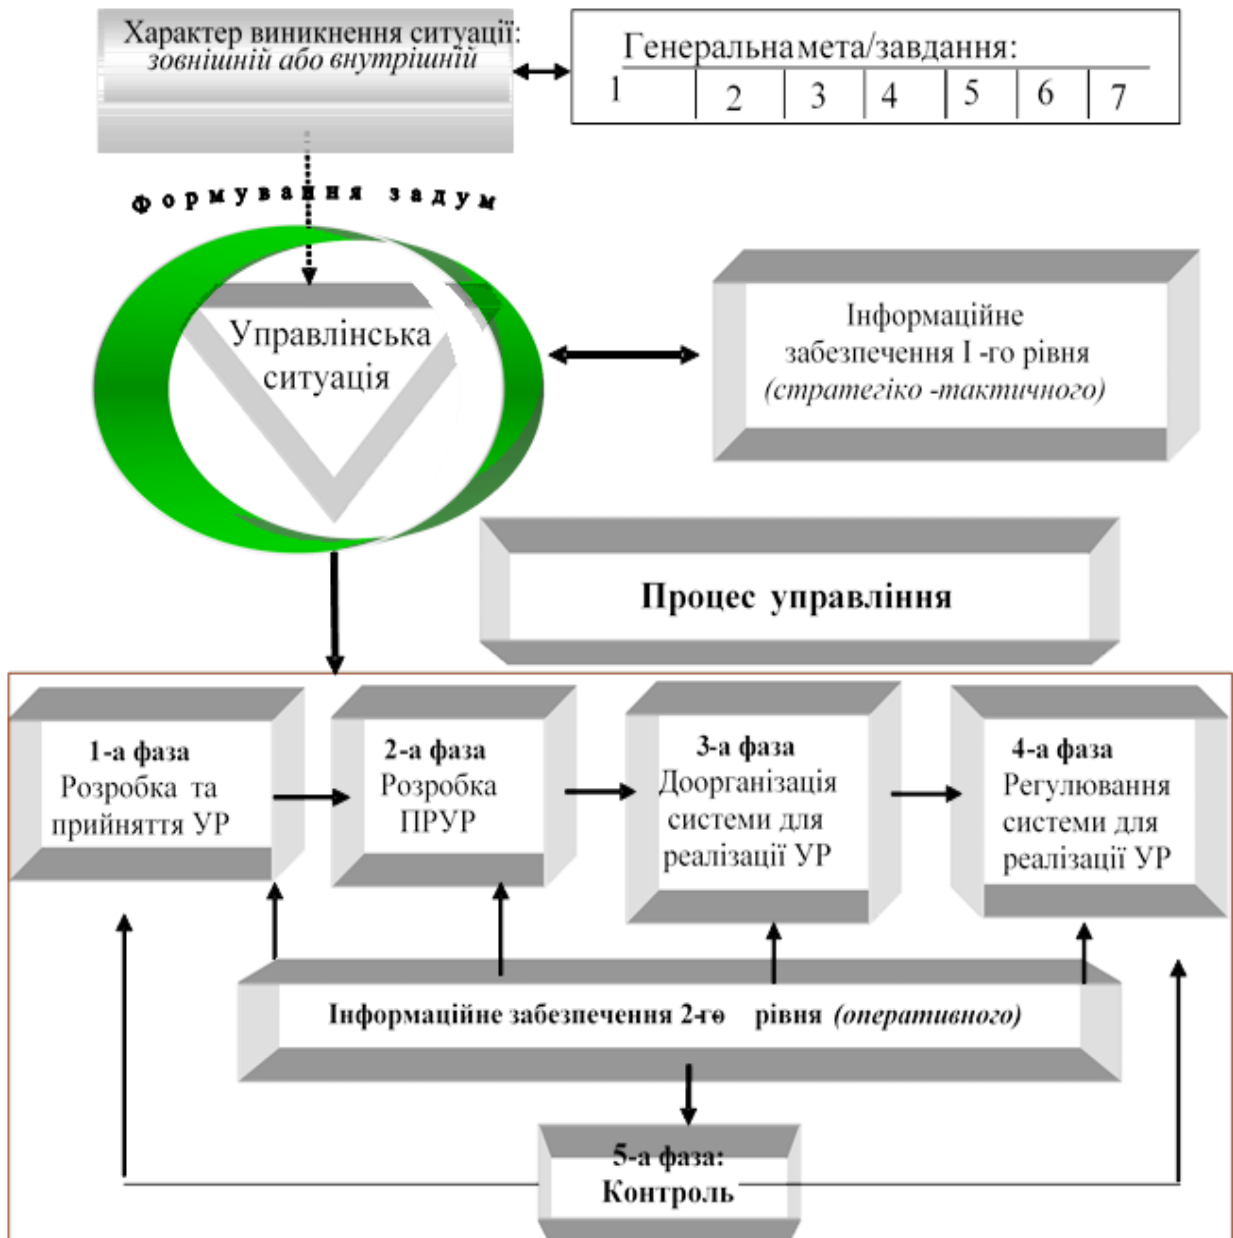 Характер виникнення ситуації:
зовнішній або внутрішній
Генеральна мета/завдання:
1 2 3 4 5 6 7
Формування задум
Управлінська
ситуація
Інформаційне
забезпечення І -го рівня
(стратегіко -тактичного)
Процес управління
1-а фаза
Розробка та
прийняття УР
2-а фаза
Розробка
ПРУР
3-а фаза
Доорганізація
системи для
реалізації УР
4-а фаза
Регулювання
системи для
реалізації УР
Інформаційне забезпечення 2-го рівня (оперативного)
5-а фаза:
Контроль